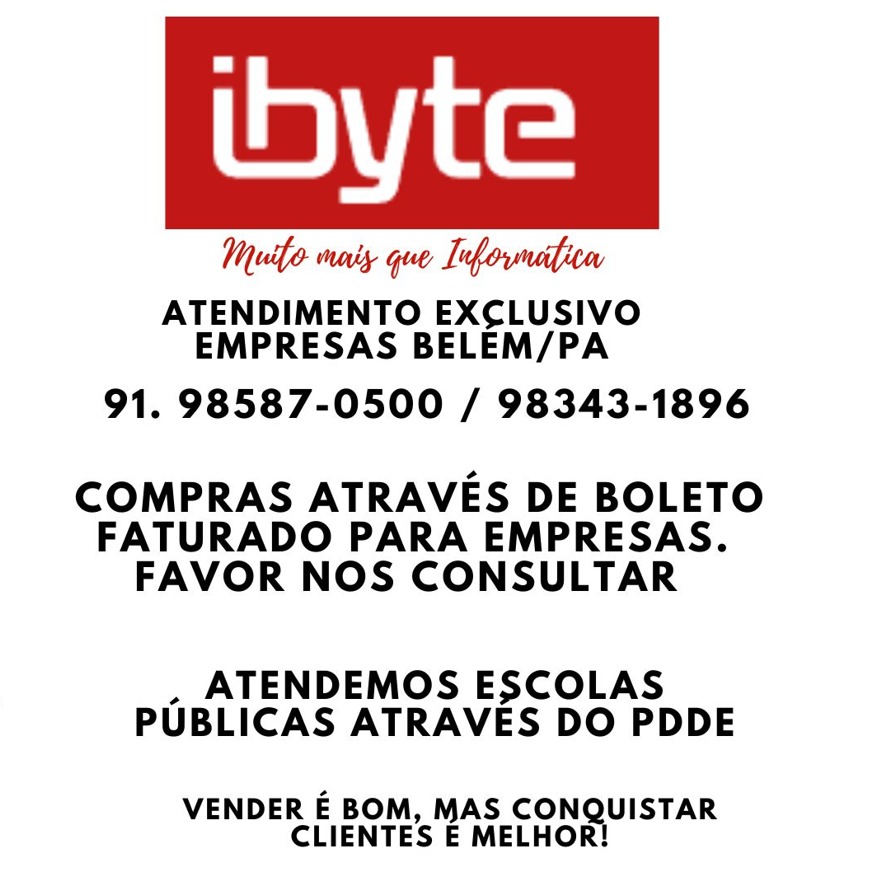 ibyte
Muito mais que Informática
ATENDIMENTO EXCLUSIVO
EMPRESAS BELÉM/PA
91. 98587-0500 / 98343-1896
COMPRAS ATRAVÉS DE BOLETO
FATURADO PARA EMPRESAS.
FAVOR NOS CONSULTAR
ATENDEMOS ESCOLAS
PÚBLICAS ATRAVÉS DO PDDE
VENDER É BOM, MAS CONQUISTAR
CLIENTES É MELHOR!